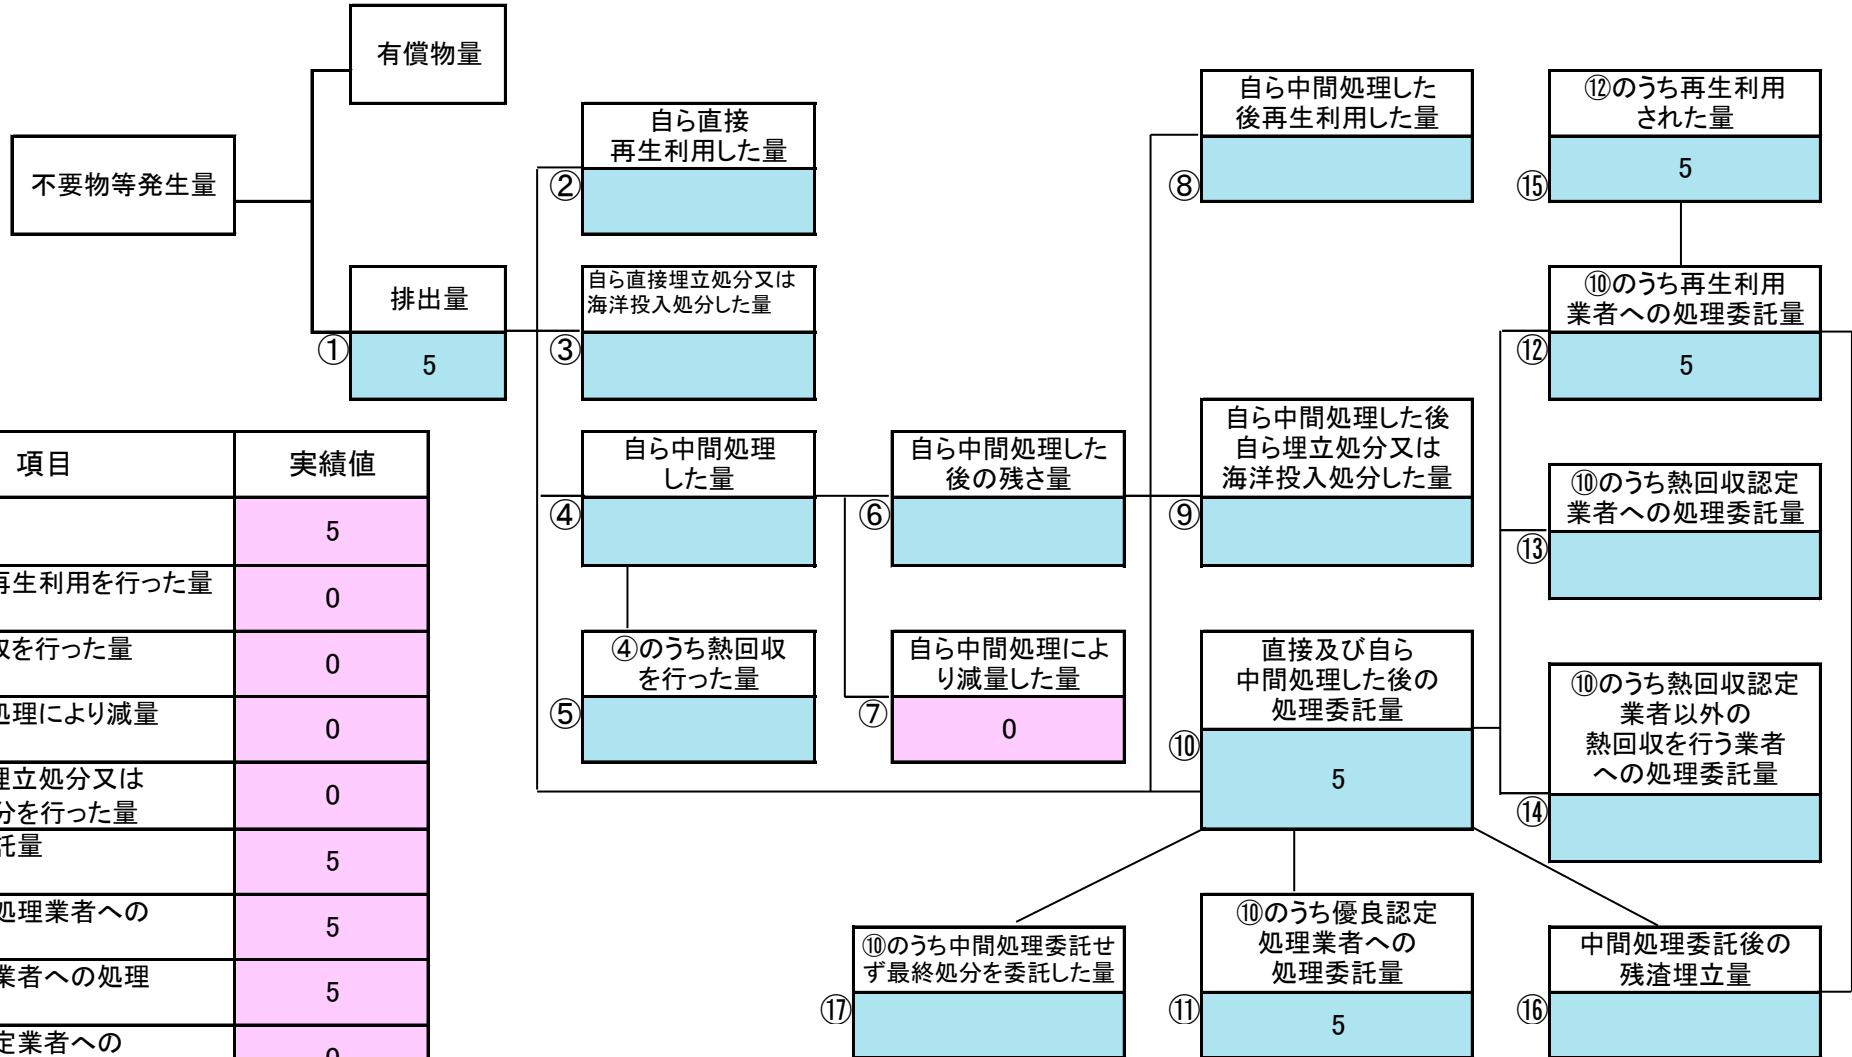 有償物量
不要物等発生量
排出量
①
5
自ら直接
再生利用した量
②
自ら直接埋立処分又は
海洋投入処分した量
③
自ら中間処理
した量
④
④のうち熱回収
を行った量
⑤
自ら中間処理した
後の残さ量
⑥
自ら中間処理によ
り減量した量
⑦
0
自ら中間処理した
後再生利用した量
⑧
自ら中間処理した後
自ら埋立処分又は
海洋投入処分した量
⑨
直接及び自ら
中間処理した後の
処理委託量
⑩
5
⑫のうち再生利用
された量
⑮
5
⑩のうち再生利用
業者への処理委託量
⑫
5
⑩のうち熱回収認定
業者への処理委託量
⑬
⑩のうち熱回収認定
業者以外の
熱回収を行う業者
への処理委託量
⑭
⑩のうち中間処理委託せ
ず最終処分を委託した量
⑰
⑩のうち優良認定
処理業者への
処理委託量
⑪
5
中間処理委託後の
残渣埋立量
⑯
項目 実績値
5
再生利用を行った量
0
を行った量
0
処理により減量
0
埋立処分又は
分を行った量
0
託量
5
処理業者への
5
業者への処理
5
定業者への